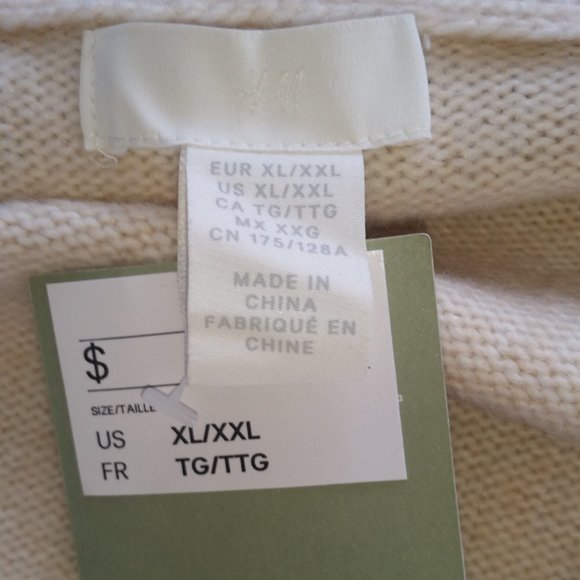 H&M
EUR XL/XXL
US XL/XXL
CA TG/TTG
MX XXG
CN 175/128A
MADE IN
CHINA
FABRIQUÉ EN
CHINE
$
SIZE/TAILLE
US XL/XXL
FR TG/TTG